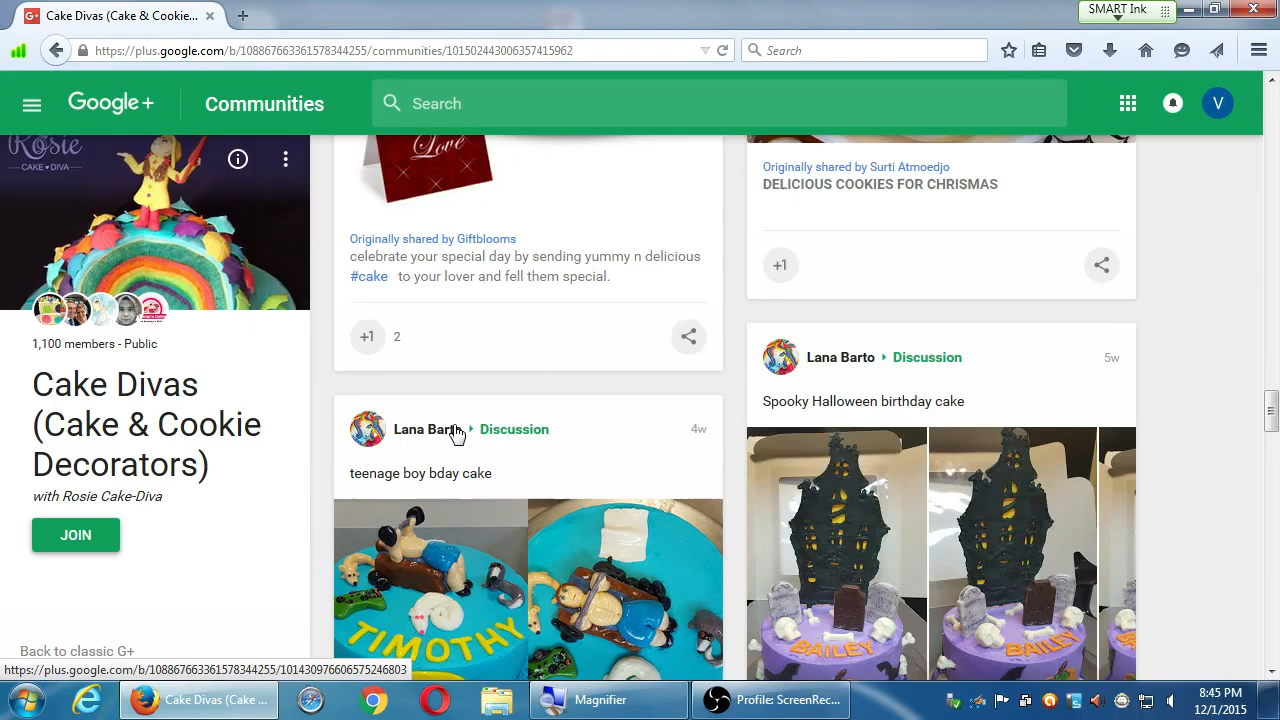 Cake Divas (Cake & Cookie...
SMART Ink
https://plus.google.com/b/108867663361578344255/communities/101502443006357415962
Search
Google+
Communities
Search
V
Rosie
CAKE DIVA
1,100 members - Public
Cake Divas
(Cake & Cookie
Decorators)
with Rosie Cake-Diva
JOIN
Back to classic G+
Love
Originally shared by Giftblooms
celebrate your special day by sending yummy n delicious
#cake to your lover and fell them special.
+1 2
Lana Barto Discussion 4w
teenage boy bday cake
TIMOTHY
Originally shared by Surti Atmoedjo
DELICIOUS COOKIES FOR CHRISMAS
+1
Lana Barto Discussion 5w
Spooky Halloween birthday cake
BAILEY
BAILEY
https://plus.google.com/b/108867663361578344255/101430976606575246803
Cake Divas (Cake ...
Magnifier
Profile: ScreenRec...
8:45 PM
12/1/2015